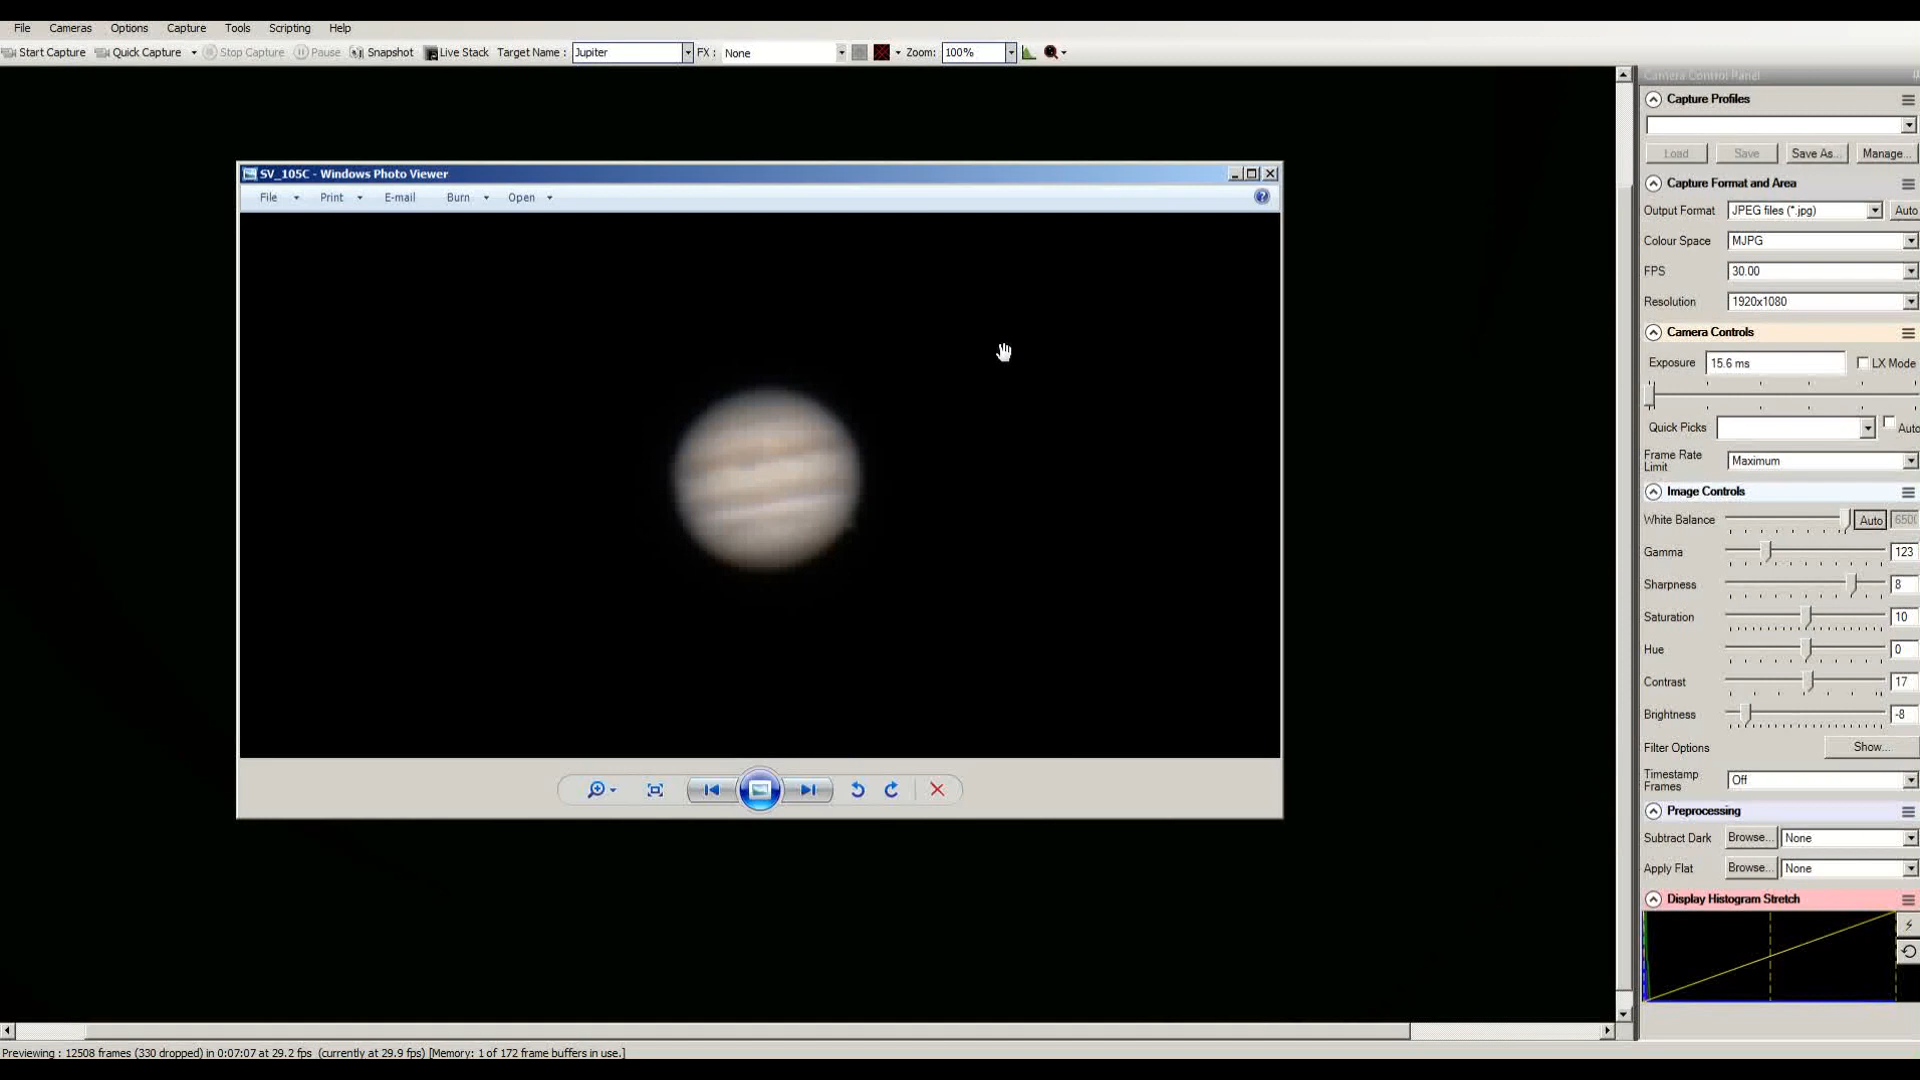 File Cameras Options Capture Tools Scripting Help
Start Capture Quick Capture Stop Capture Pause Snapshot Live Stack Target Name : Jupiter FX : None Zoom: 100%
Camera Control Panel
Capture Profiles
Load Save Save As... Manage...
Capture Format and Area
Output Format JPEG files (*.jpg) Auto
Colour Space MJPG
FPS 30.00
Resolution 1920x1080
Camera Controls
Exposure 15.6 ms LX Mode
Quick Picks Auto
Frame Rate
Limit Maximum
Image Controls
White Balance Auto
Gamma 123
Sharpness 8
Saturation 10
Hue 0
Contrast 17
Brightness -8
Filter Options Show...
Timestamp
Frames Off
Preprocessing
Subtract Dark Browse... None
Apply Flat Browse... None
Display Histogram Stretch
SV_105C - Windows Photo Viewer
File Print E-mail Burn Open
Previewing : 12508 frames (330 dropped) in 0:07:07 at 29.2 fps (currently at 29.9 fps) [Memory: 1 of 172 frame buffers in use.]